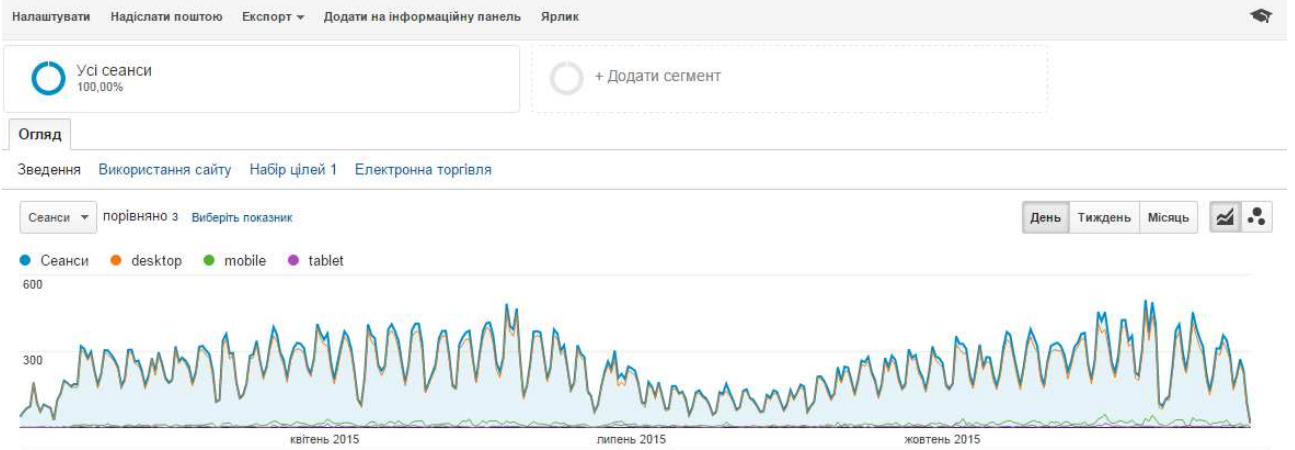 Налаштувати Надіслати поштою Експорт Додати на інформаційну панель Ярлик
Усі сеанси
100,00%
+ Додати сегмент
Огляд
Зведення Використання сайту Набір цілей 1 Електронна торгівля
Сеанси порівняно з Виберіть показник День Тиждень Місяць
Сеанси desktop mobile tablet
600
300
квітень 2015 липень 2015 жовтень 2015